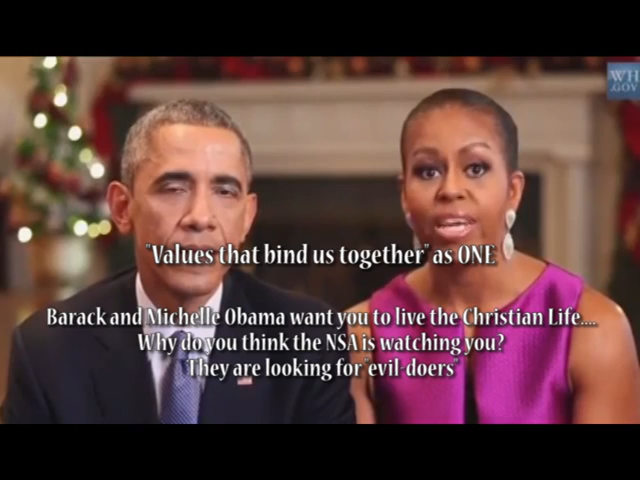 WH
.GOV
"Values that bind us together" as ONE
Barack and Michelle Obama want you to live the Christian Life....
Why do you think the NSA is watching you?
They are looking for "evil-doers"